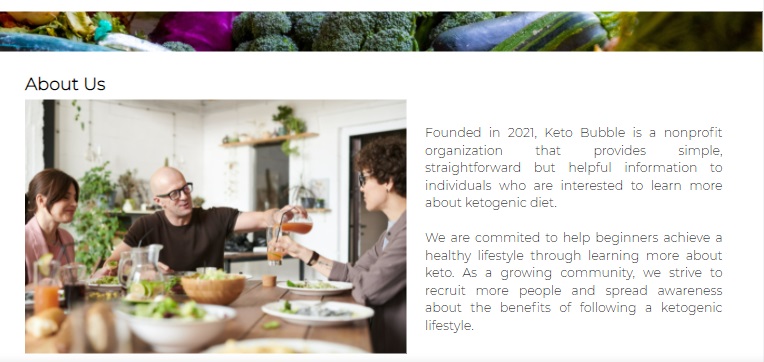 About Us
Founded in 2021, Keto Bubble is a nonprofit
organization that provides simple,
straightforward but helpful information to
individuals who are interested to learn more
about ketogenic diet.
We are commited to help beginners achieve a
healthy lifestyle through learning more about
keto. As a growing community, we strive to
recruit more people and spread awareness
about the benefits of following a ketogenic
lifestyle.